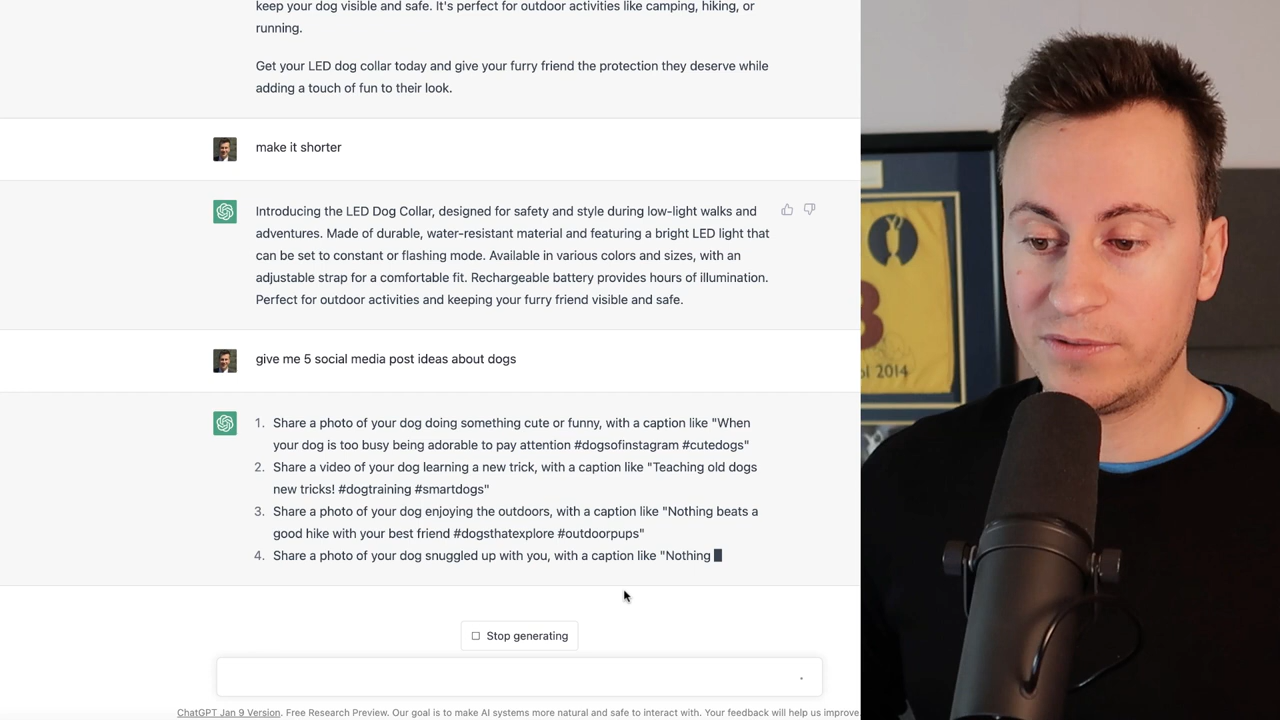 keep your dog visible and safe. It's perfect for outdoor activities like camping, hiking, or
running.
Get your LED dog collar today and give your furry friend the protection they deserve while
adding a touch of fun to their look.
make it shorter
Introducing the LED Dog Collar, designed for safety and style during low-light walks and
adventures. Made of durable, water-resistant material and featuring a bright LED light that
can be set to constant or flashing mode. Available in various colors and sizes, with an
adjustable strap for a comfortable fit. Rechargeable battery provides hours of illumination.
Perfect for outdoor activities and keeping your furry friend visible and safe.
give me 5 social media post ideas about dogs
1. Share a photo of your dog doing something cute or funny, with a caption like "When
your dog is too busy being adorable to pay attention #dogsofinstagram #cutedogs"
2. Share a video of your dog learning a new trick, with a caption like "Teaching old dogs
new tricks! #dogtraining #smartdogs"
3. Share a photo of your dog enjoying the outdoors, with a caption like "Nothing beats a
good hike with your best friend #dogsthatexplore #outdoorpups"
4. Share a photo of your dog snuggled up with you, with a caption like "Nothing
Stop generating
ChatGPT Jan 9 Version. Free Research Preview. Our goal is to make AI systems more natural and safe to interact with. Your feedback will help us improve
8
2014